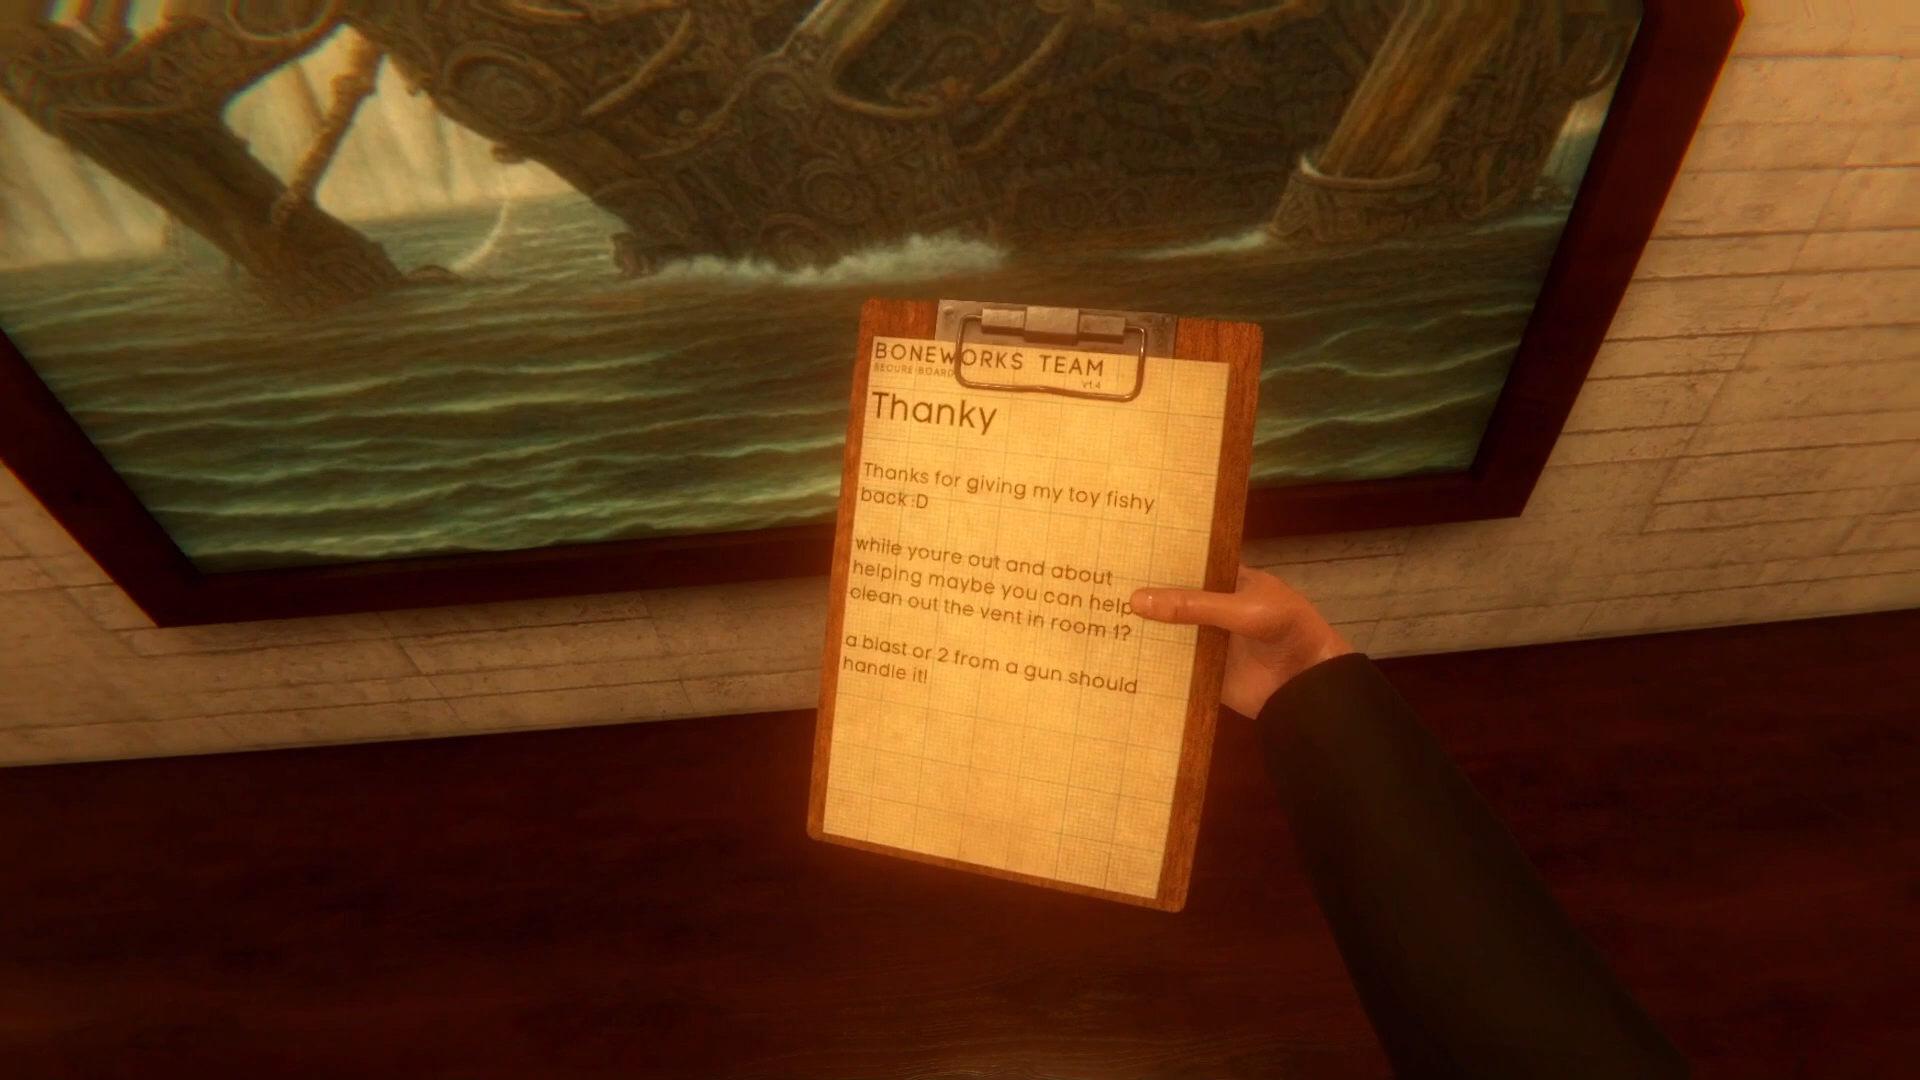 BONEWORKS TEAM
SECURE-BOARD
v1.4
Thanky
Thanks for giving my toy fishy
back :D
while youre out and about
helping maybe you can help
clean out the vent in room 1?
a blast or 2 from a gun should
handle it!